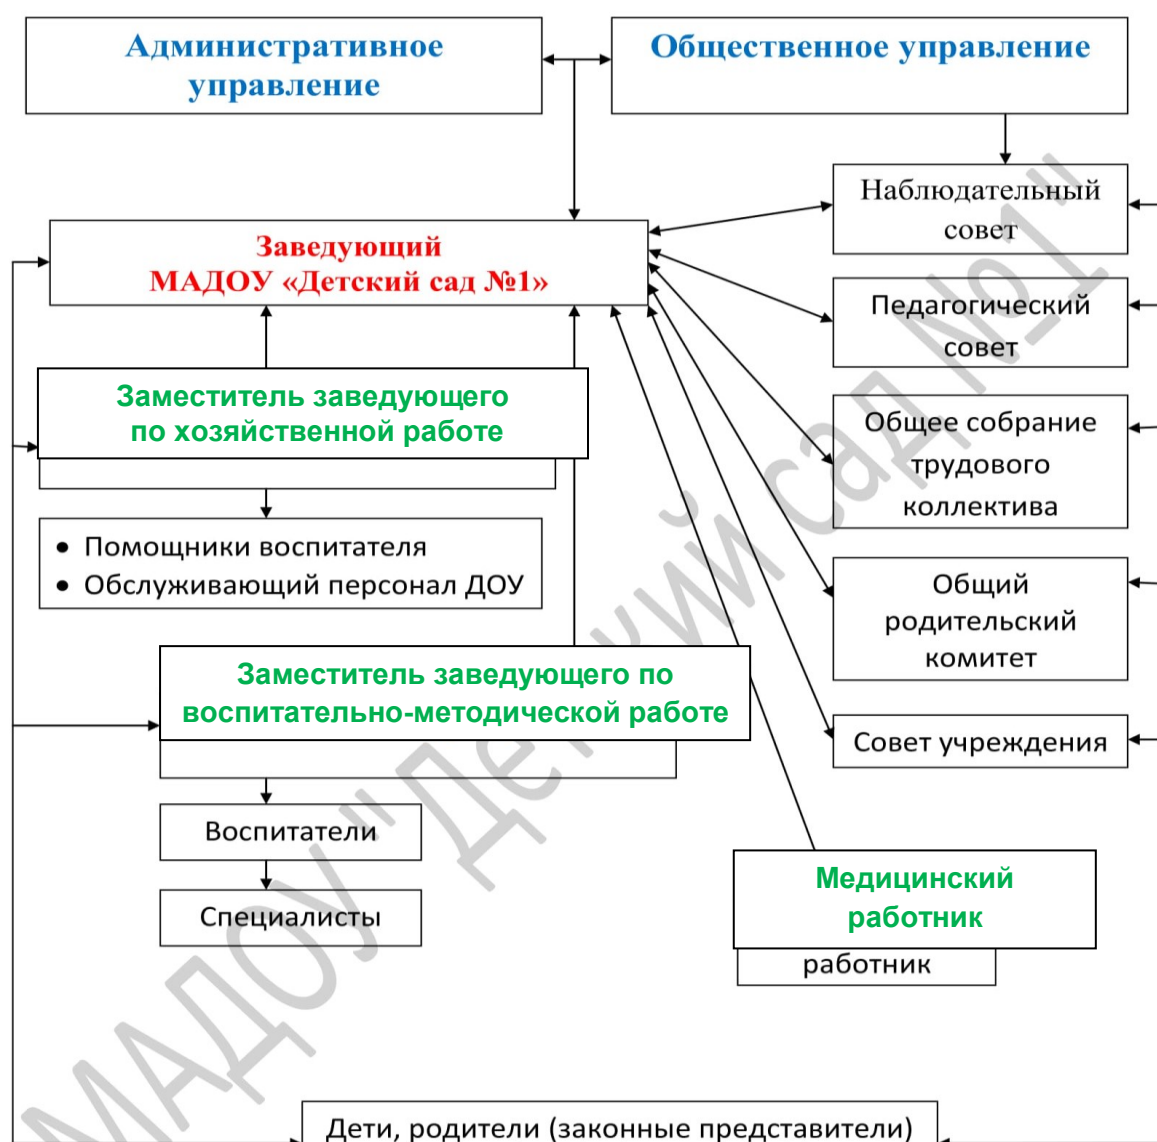 Административное
управление
Общественное управление
Наблюдательный
совет
Заведующий
МАДОУ «Детский сад №1»
Педагогический
совет
Заместитель заведующего
по хозяйственной работе
Общее собрание
трудового
коллектива
• Помощники воспитателя
• Обслуживающий персонал ДОУ
Общий
родительский
комитет
Заместитель заведующего по
воспитательно-методической работе
Совет учреждения
Воспитатели
Специалисты
Медицинский
работник
работник
Дети, родители (законные представители)
МАДОУ "Детский сад №1"